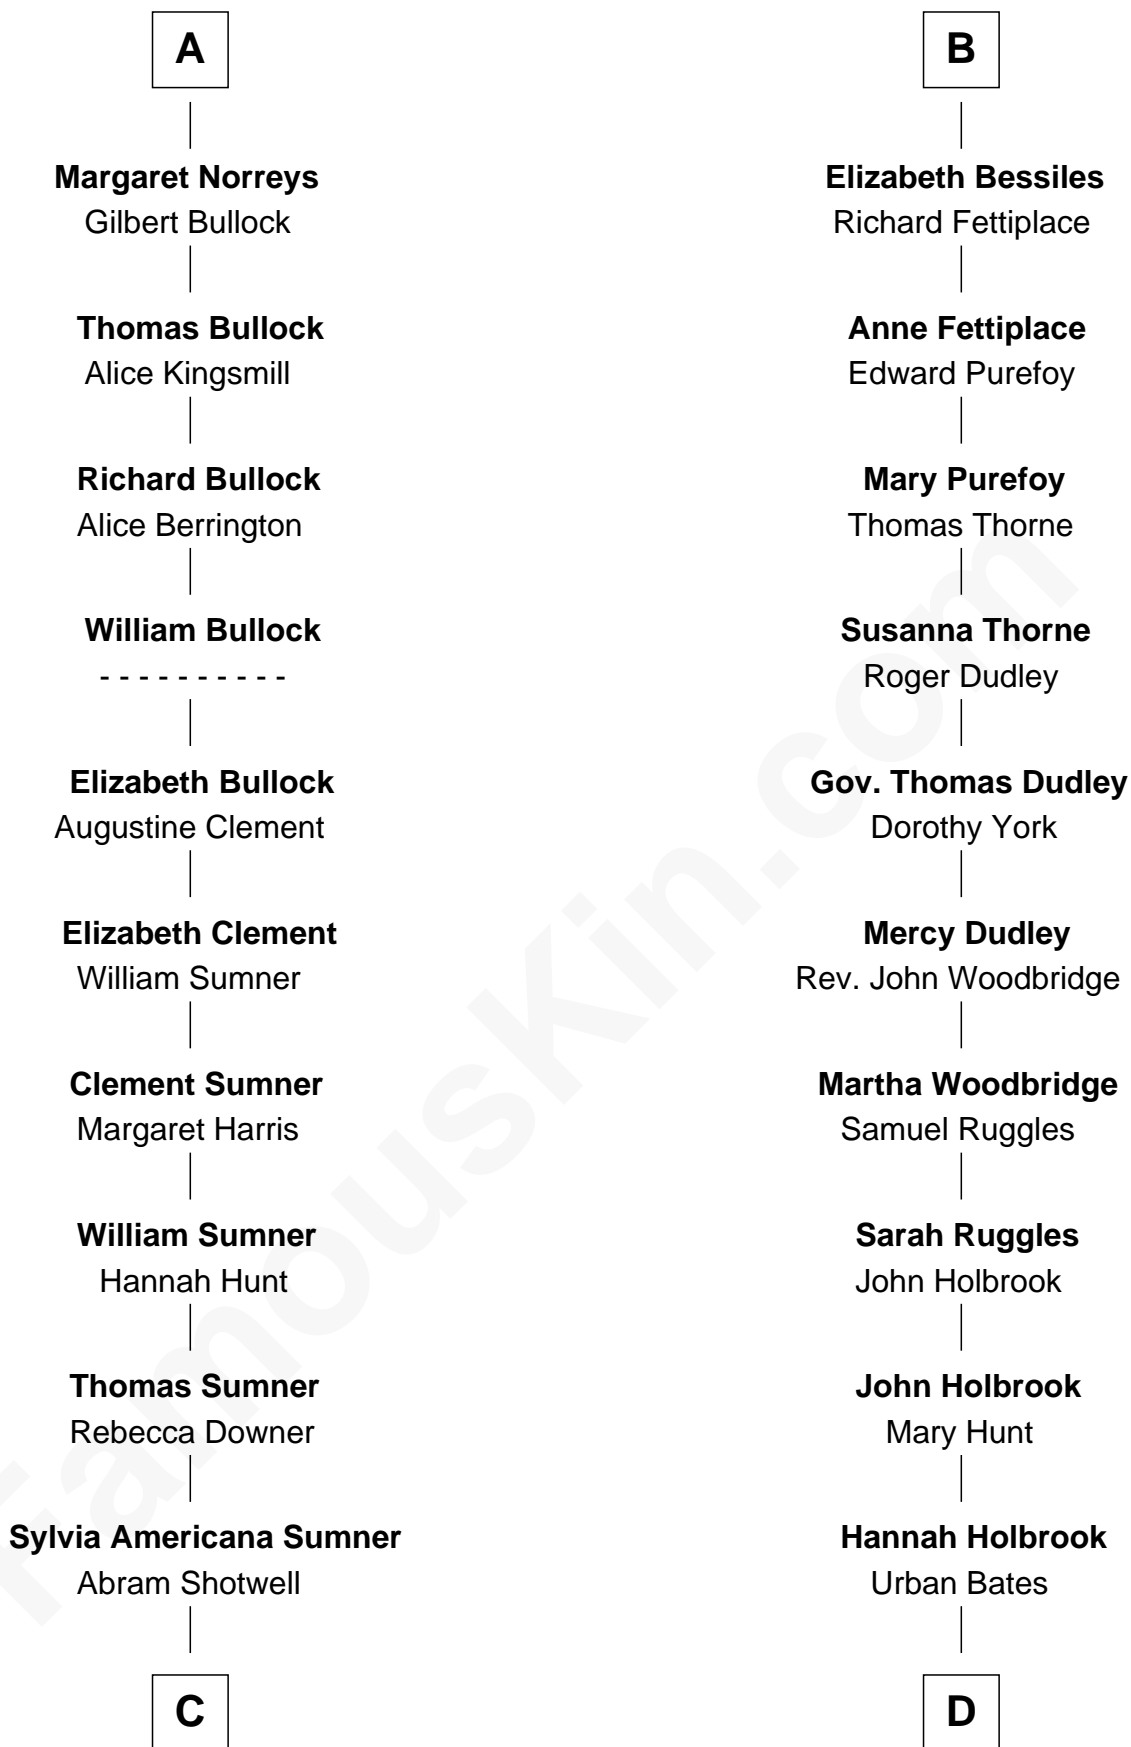 A
Margaret Norreys
Gilbert Bullock
Thomas Bullock
Alice Kingsmill
Richard Bullock
Alice Berrington
William Bullock
- - - - - - - - - -
Elizabeth Bullock
Augustine Clement
Elizabeth Clement
William Sumner
Clement Sumner
Margaret Harris
William Sumner
Hannah Hunt
Thomas Sumner
Rebecca Downer
Sylvia Americana Sumner
Abram Shotwell
C
B
Elizabeth Bessiles
Richard Fettiplace
Anne Fettiplace
Edward Purefoy
Mary Purefoy
Thomas Thorne
Susanna Thorne
Roger Dudley
Gov. Thomas Dudley
Dorothy York
Mercy Dudley
Rev. John Woodbridge
Martha Woodbridge
Samuel Ruggles
Sarah Ruggles
John Holbrook
John Holbrook
Mary Hunt
Hannah Holbrook
Urban Bates
D
FamousKin.com